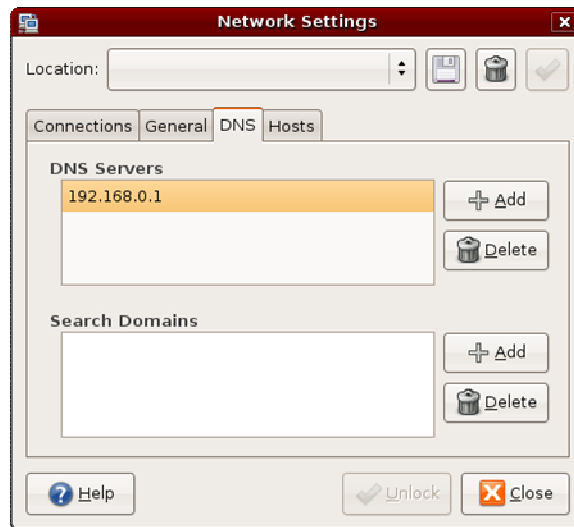 Network Settings
Location:
Connections General DNS Hosts
DNS Servers
192.168.0.1
Add
Delete
Search Domains
Add
Delete
Help
Unlock
Close